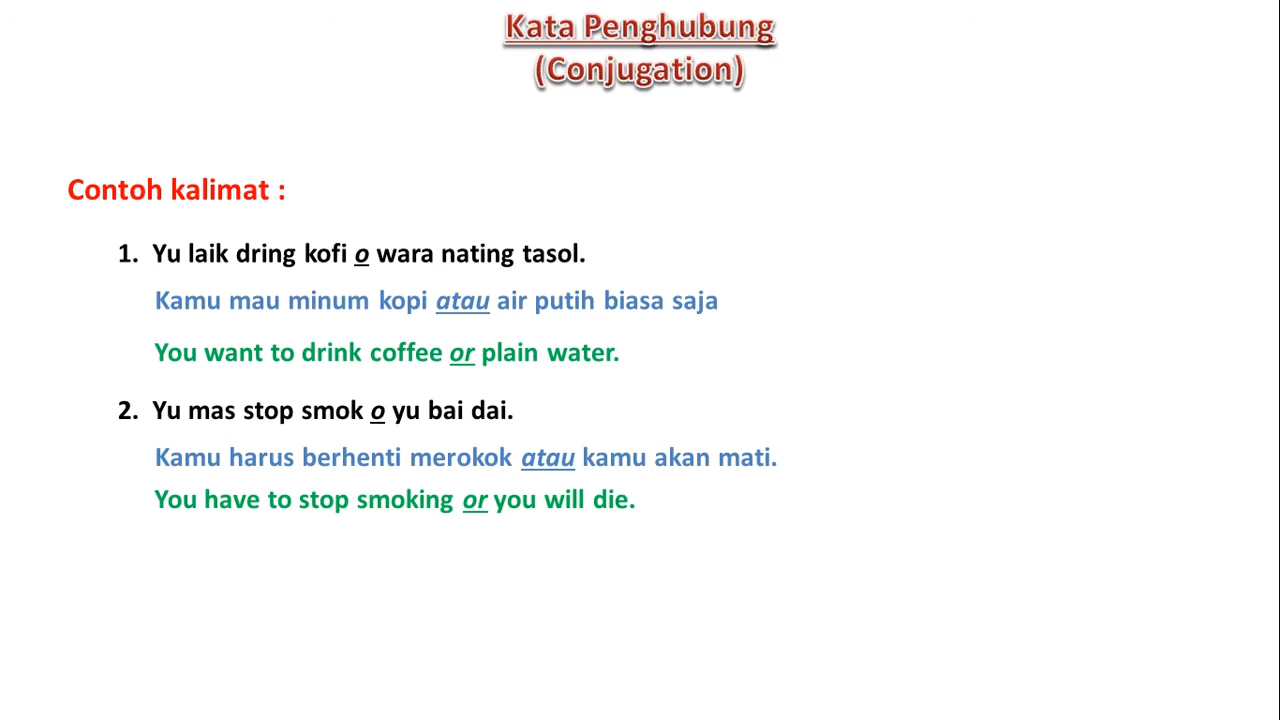 Kata Penghubung
(Conjugation)
Contoh kalimat :
1. Yu laik dring kofi o wara nating tasol.
Kamu mau minum kopi atau air putih biasa saja
You want to drink coffee or plain water.
2. Yu mas stop smok o yu bai dai.
Kamu harus berhenti merokok atau kamu akan mati.
You have to stop smoking or you will die.